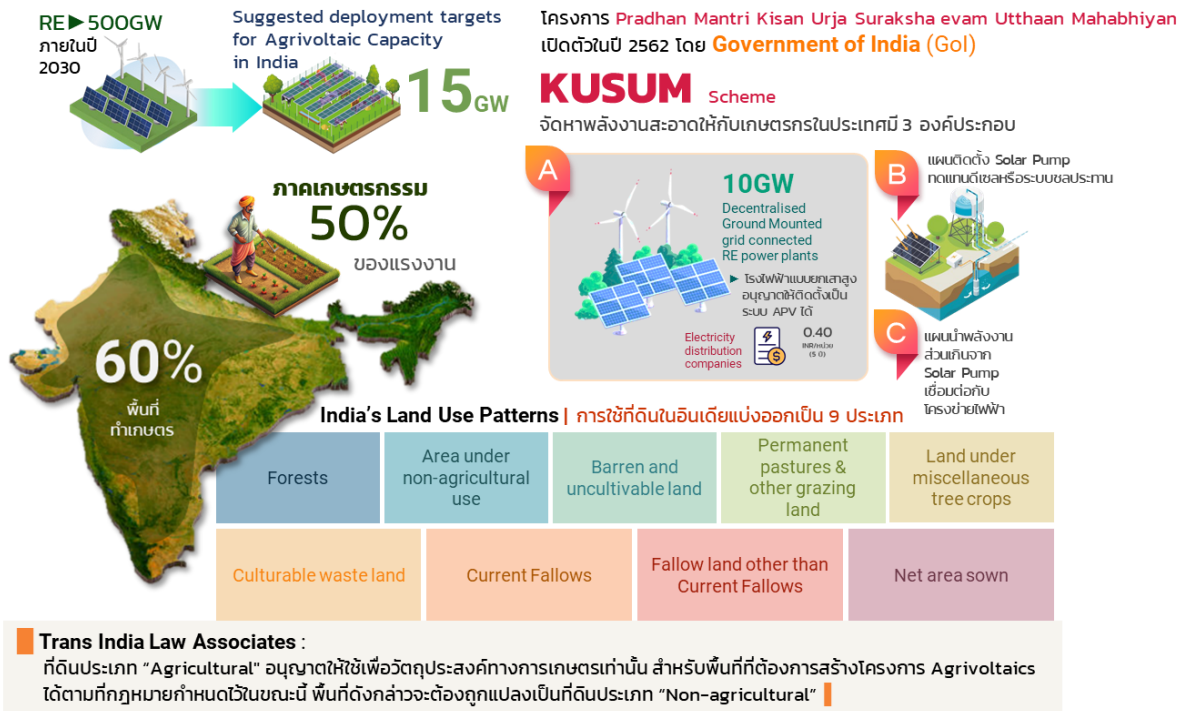 RE►500GW
ภายในปี
2030
Suggested deployment targets
for Agrivoltaic Capacity
in India
15GW
โครงการ Pradhan Mantri Kisan Urja Suraksha evam Utthaan Mahabhiyan
เปิดตัวในปี 2562 โดย Government of India (GoI)
KUSUM Scheme
จัดหาพลังงานสะอาดให้กับเกษตรกรในประเทศมี 3 องค์ประกอบ
A
10GW
Decentralised
Ground Mounted
grid connected
RE power plants
► โรงไฟฟ้าแบบยกเสาสูง
อนุญาตให้ติดตั้งเป็น
ระบบ APV ได้
Electricity
distribution
companies
0.40
INR/หน่วย
($ 0)
B
แผนติดตั้ง Solar Pump
ทดแทนดีเซลหรือระบบชลประทาน
C
แผนนำพลังงาน
ส่วนเกินจาก
Solar Pump
เชื่อมต่อกับ
โครงข่ายไฟฟ้า
ภาคเกษตรกรรม
50%
ของแรงงาน
60%
พื้นที่
ทำเกษตร
India's Land Use Patterns | การใช้ที่ดินในอินเดียแบ่งออกเป็น 9 ประเภท
Forests
Area under
non-agricultural
use
Barren and
uncultivable land
Permanent
pastures &
other grazing
land
Land under
miscellaneous
tree crops
Culturable waste land
Current Fallows
Fallow land other than
Current Fallows
Net area sown
Trans India Law Associates :
ที่ดินประเภท "Agricultural" อนุญาตให้ใช้เพื่อวัตถุประสงค์ทางการเกษตรเท่านั้น สำหรับพื้นที่ที่ต้องการสร้างโครงการ Agrivoltaics
ได้ตามที่กฎหมายกำหนดไว้ในขณะนี้ พื้นที่ดังกล่าวจะต้องถูกแปลงเป็นที่ดินประเภท "Non-agricultural"